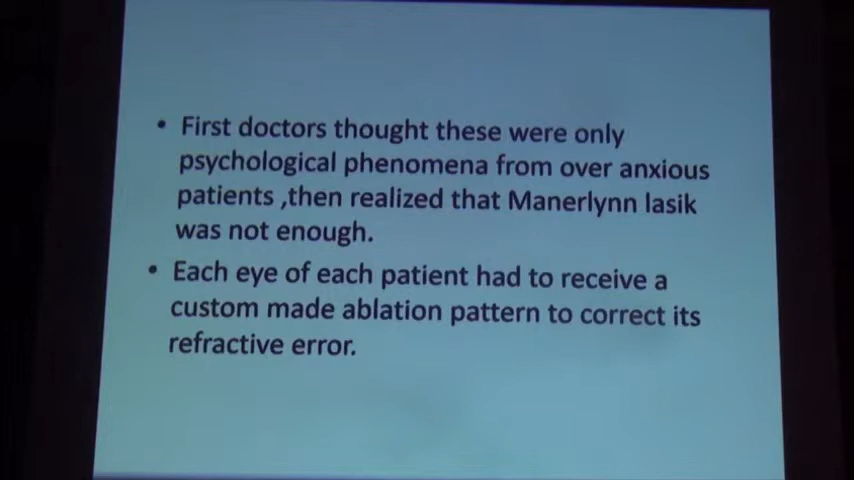 • First doctors thought these were only
psychological phenomena from over anxious
patients ,then realized that Manerlynn lasik
was not enough.
• Each eye of each patient had to receive a
custom made ablation pattern to correct its
refractive error.